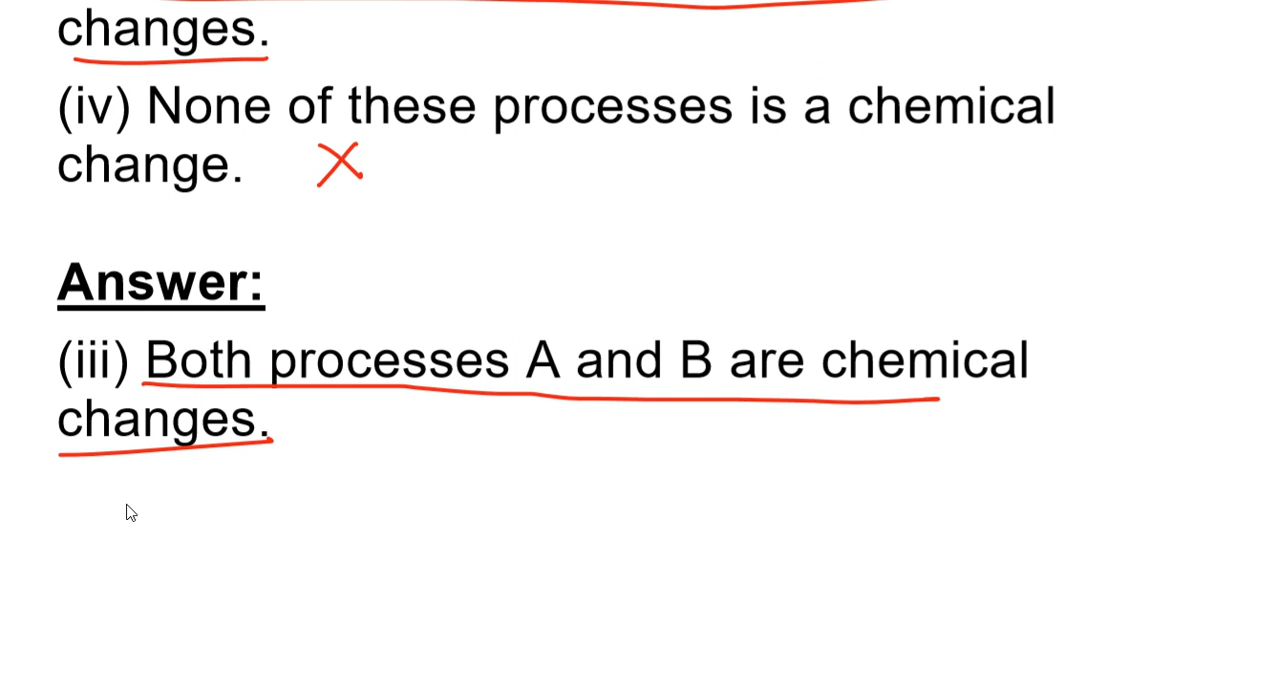 changes.
(iv) None of these processes is a chemical
change.
Answer:
(iii) Both processes A and B are chemical
changes.